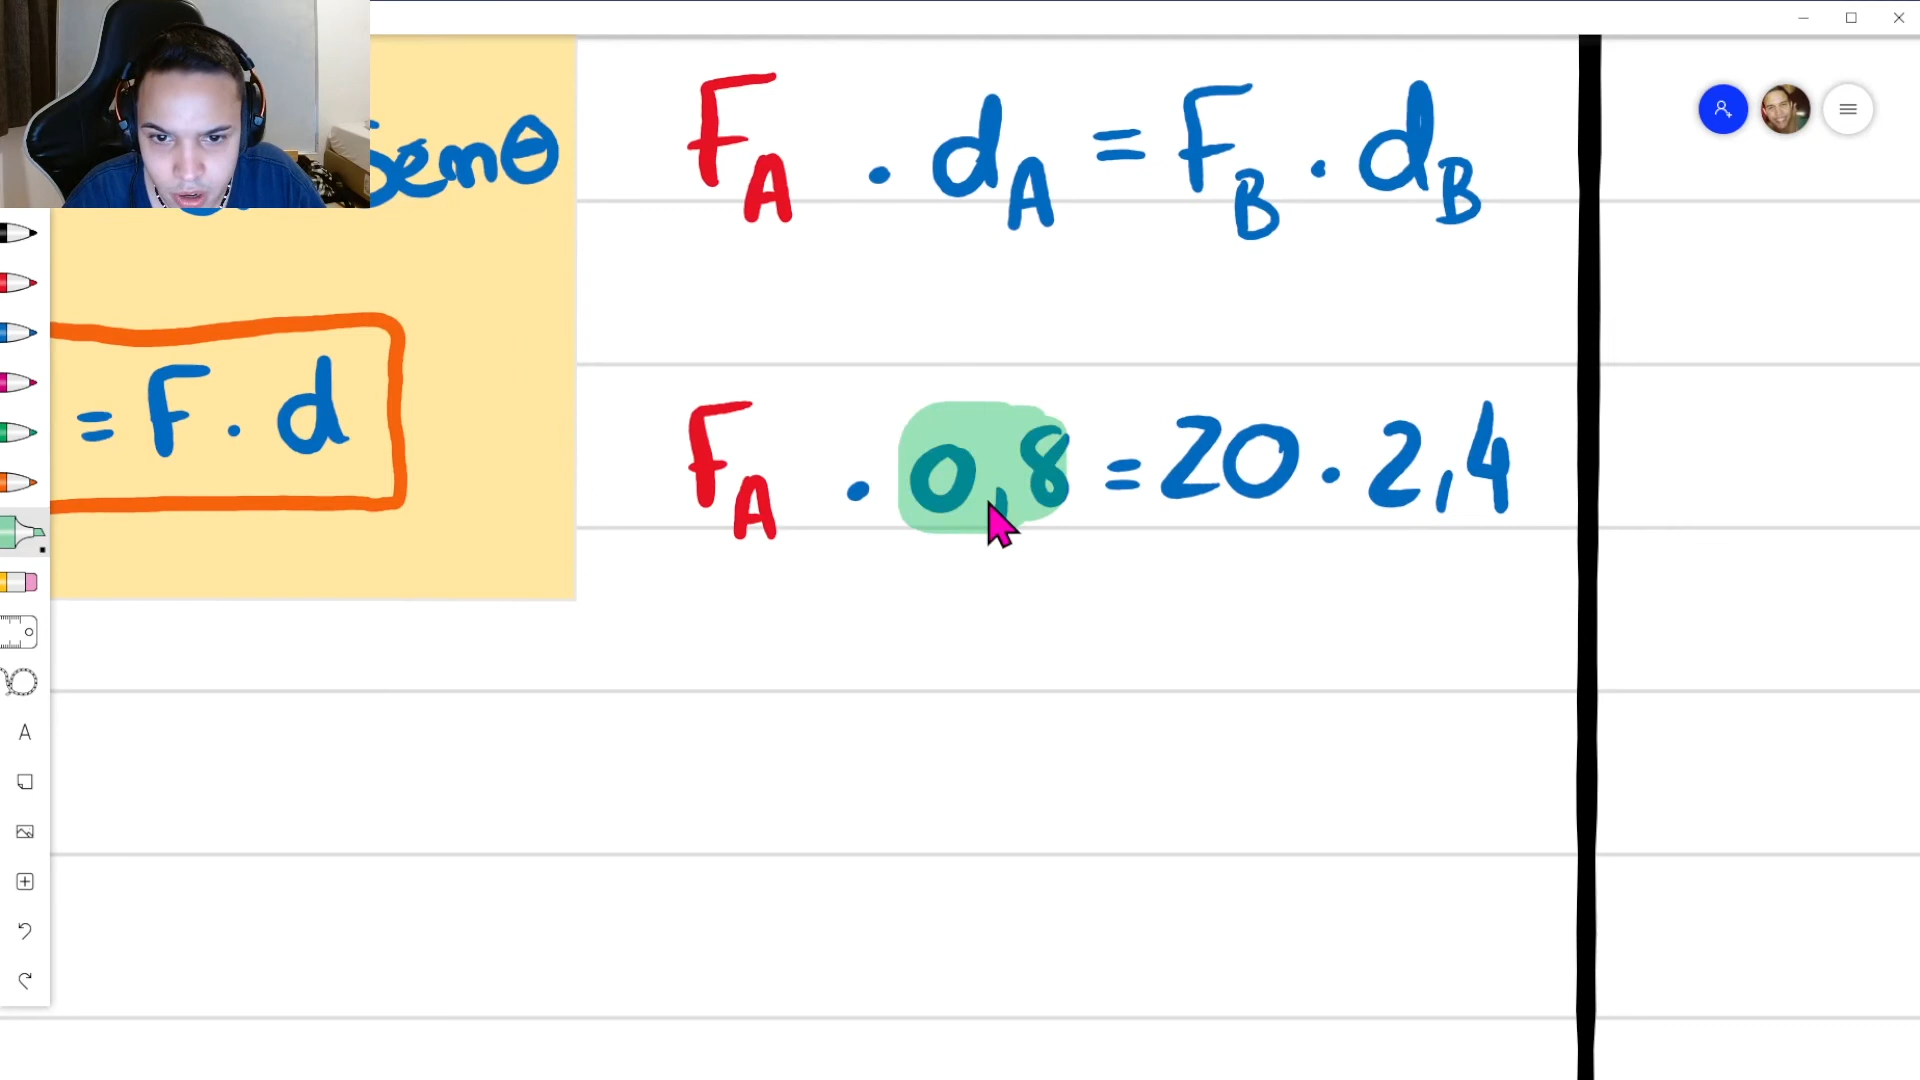 senθ
= F . d
F_A . d_A = F_B . d_B
F_A . 0,8 = 20 . 2,4
A